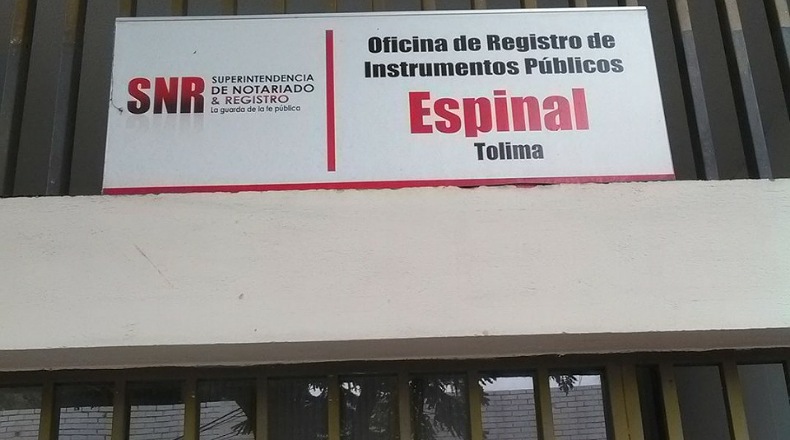 SNR
SUPERINTENDENCIA
DE NOTARIADO
& REGISTRO
La guarda de la fe pública
Oficina de Registro de
Instrumentos Públicos
Espinal
Tolima